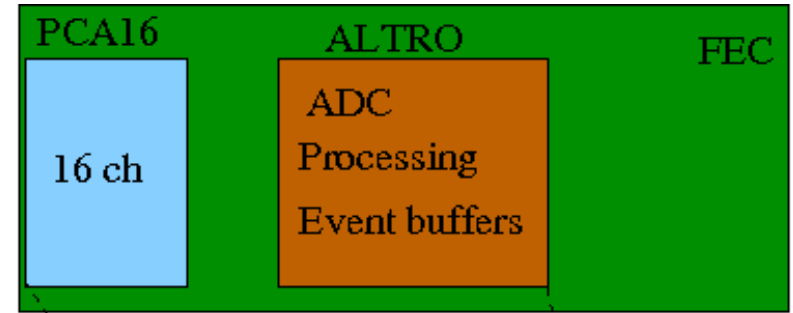 PCA16
ALTRO
FEC
16 ch
ADC
Processing
Event buffers